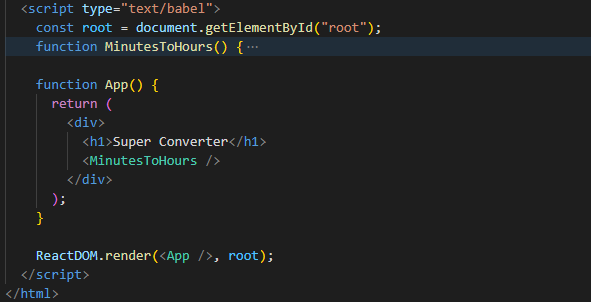 <script type="text/babel">
const root = document.getElementById("root");
function MinutesToHours() { ···
function App() {
return (
<div>
<h1>Super Converter</h1>
<MinutesToHours />
</div>
);
}
ReactDOM.render(<App />, root);
</script>
</html>